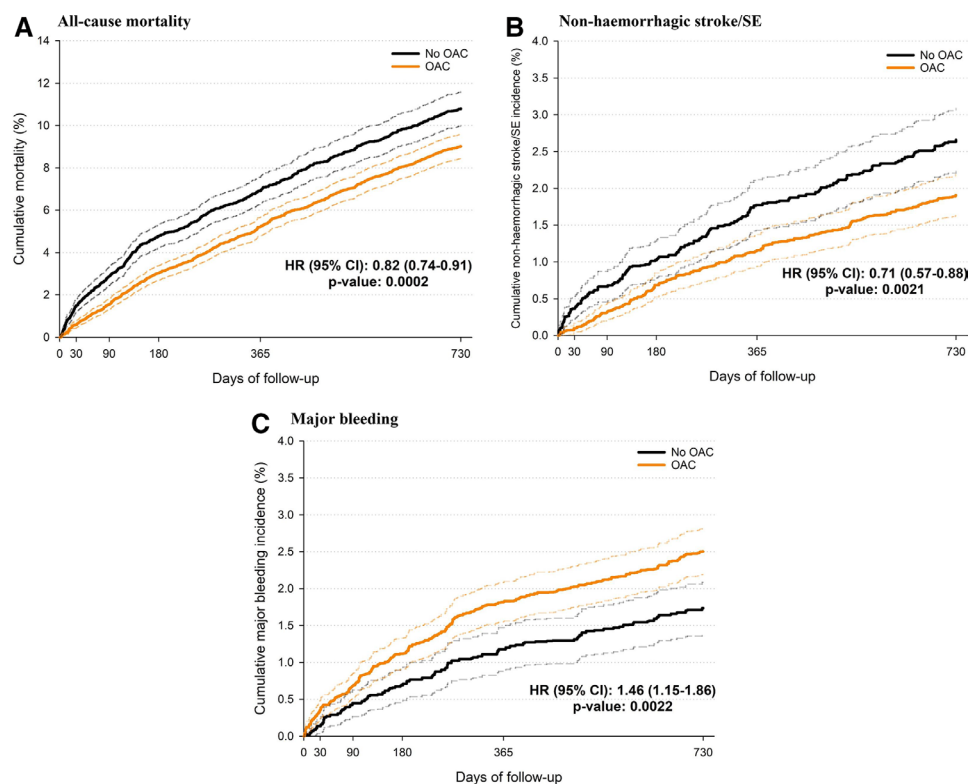 A All-cause mortality
14
12
10
8
6
4
2
0
Cumulative mortality (%)
No OAC
OAC
HR (95% CI): 0.82 (0.74-0.91)
p-value: 0.0002
0 30 90 180 365 730
Days of follow-up
B Non-haemorrhagic stroke/SE
4.0
3.5
3.0
2.5
2.0
1.5
1.0
0.5
0.0
Cumulative non-haemorrhagic stroke/SE incidence (%)
No OAC
OAC
HR (95% CI): 0.71 (0.57-0.88)
p-value: 0.0021
0 30 90 180 365 730
Days of follow-up
C Major bleeding
4.0
3.5
3.0
2.5
2.0
1.5
1.0
0.5
0.0
Cumulative major bleeding incidence (%)
No OAC
OAC
HR (95% CI): 1.46 (1.15-1.86)
p-value: 0.0022
0 30 90 180 365 730
Days of follow-up